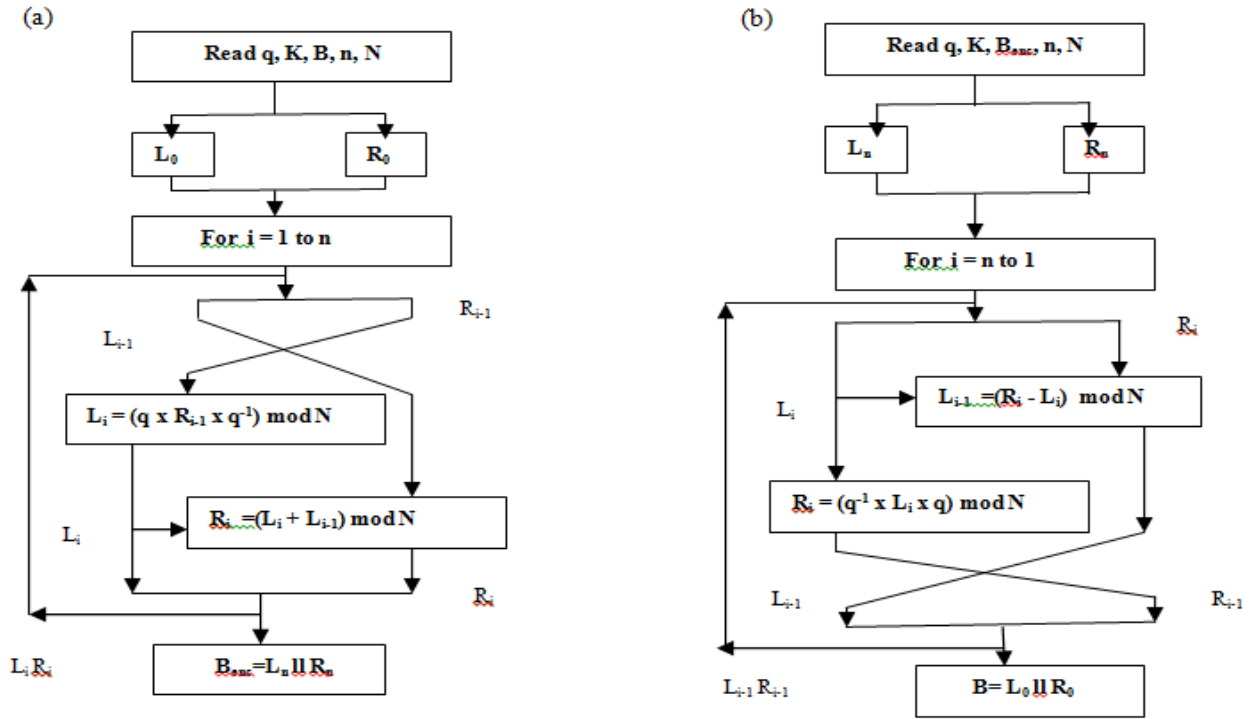 (a)
Read q, K, B, n, N
L₀
R₀
For i = 1 to n
Rᵢ₋₁
Lᵢ₋₁
Lᵢ = (q x Rᵢ₋₁ x q⁻¹) mod N
Rᵢ =(Lᵢ + Lᵢ₋₁) mod N
Lᵢ
Rᵢ
Lᵢ Rᵢ
Bₑₙc=Lₙ ll Rₙ
(b)
Read q, K, Bₑₙc, n, N
Lₙ
Rₙ
For i = n to 1
Rᵢ
Lᵢ₋₁ =(Rᵢ - Lᵢ) mod N
Lᵢ
Rᵢ = (q⁻¹ x Lᵢ x q) mod N
Lᵢ₋₁
Rᵢ₋₁
Lᵢ₋₁ Rᵢ₋₁
B= L₀ ll R₀